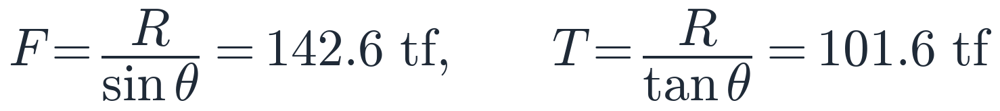 F = R / sin θ = 142.6 tf, T = R / tan θ = 101.6 tf